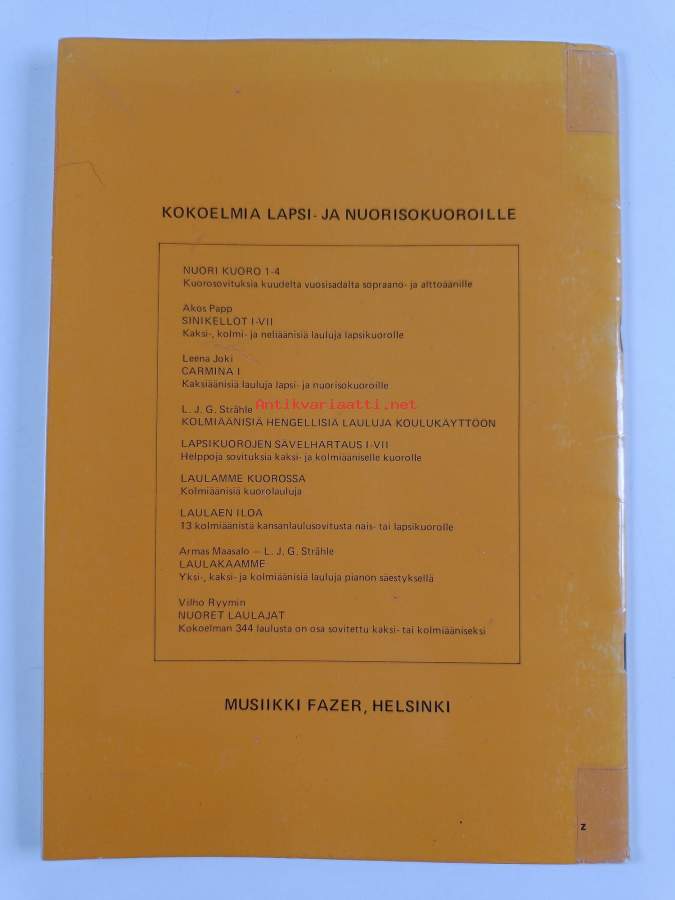 KOKOELMIA LAPSI- JA NUORISOKUOROILLE
NUORI KUORO 1-4
Kuorosovituksia kuudelta vuosisadalta sopraano- ja alttoäänille
Akos Papp
SINIKELLOT I-VII
Kaksi-, kolmi- ja neliäänisiä lauluja lapsikuorolle
Leena Joki
CARMINA I
Kaksiäänisiä lauluja lapsi- ja nuorisokuoroille
Antikvariaatti.net
L. J. G. Strähle
KOLMIÄÄNISIÄ HENGELLISIÄ LAULUJA KOULUKÄYTTÖÖN
LAPSIKUOROJEN SÄVELHARTAUS I-VII
Helppoja sovituksia kaksi- ja kolmiääniselle kuorolle
LAULAMME KUOROSSA
Kolmiäänisiä kuorolauluja
LAULAEN ILOA
13 kolmiäänistä kansanlaulusovitusta nais- tai lapsikuorolle
Armas Maasalo — L. J. G. Strähle
LAULAKAAMME
Yksi-, kaksi- ja kolmiäänisiä lauluja pianon säestyksellä
Vilho Ryymin
NUORET LAULAJAT
Kokoelman 344 laulusta on osa sovitettu kaksi- tai kolmiääniseksi
MUSIIKKI FAZER, HELSINKI
z